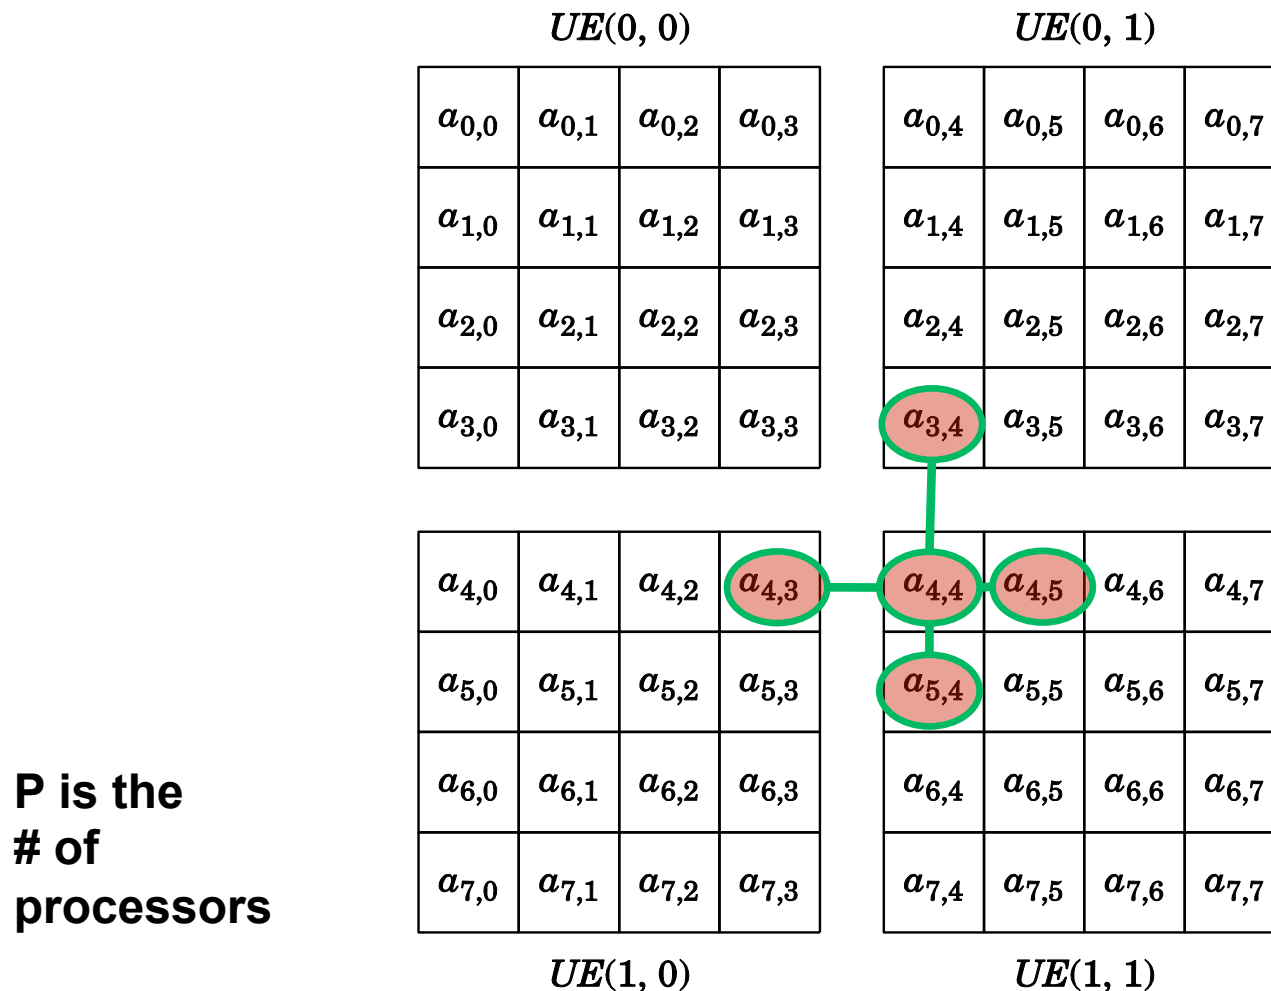 UE(0, 0) UE(0, 1)
a0,0 a0,1 a0,2 a0,3 a0,4 a0,5 a0,6 a0,7
a1,0 a1,1 a1,2 a1,3 a1,4 a1,5 a1,6 a1,7
a2,0 a2,1 a2,2 a2,3 a2,4 a2,5 a2,6 a2,7
a3,0 a3,1 a3,2 a3,3 a3,4 a3,5 a3,6 a3,7
a4,0 a4,1 a4,2 a4,3 a4,4 a4,5 a4,6 a4,7
a5,0 a5,1 a5,2 a5,3 a5,4 a5,5 a5,6 a5,7
a6,0 a6,1 a6,2 a6,3 a6,4 a6,5 a6,6 a6,7
a7,0 a7,1 a7,2 a7,3 a7,4 a7,5 a7,6 a7,7
UE(1, 0) UE(1, 1)
P is the
# of
processors